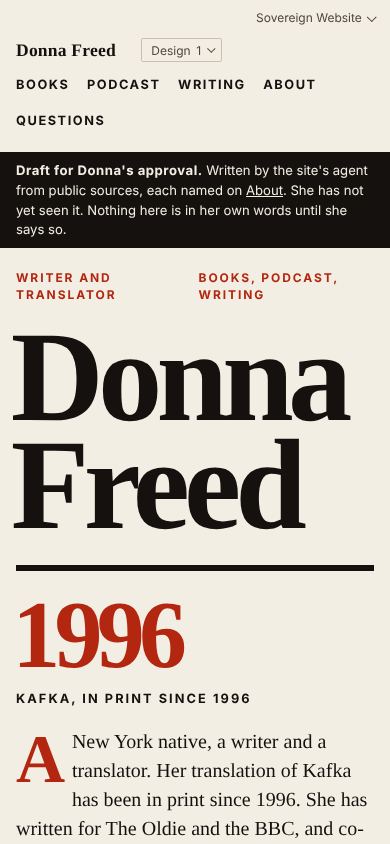 Sovereign Website
Donna Freed
Design 1
BOOKS PODCAST WRITING ABOUT
QUESTIONS
Draft for Donna's approval. Written by the site's agent
from public sources, each named on About. She has not
yet seen it. Nothing here is in her own words until she
says so.
WRITER AND
TRANSLATOR
BOOKS, PODCAST,
WRITING
Donna
Freed
1996
KAFKA, IN PRINT SINCE 1996
A New York native, a writer and a
translator. Her translation of Kafka
has been in print since 1996. She has
written for The Oldie and the BBC, and co-